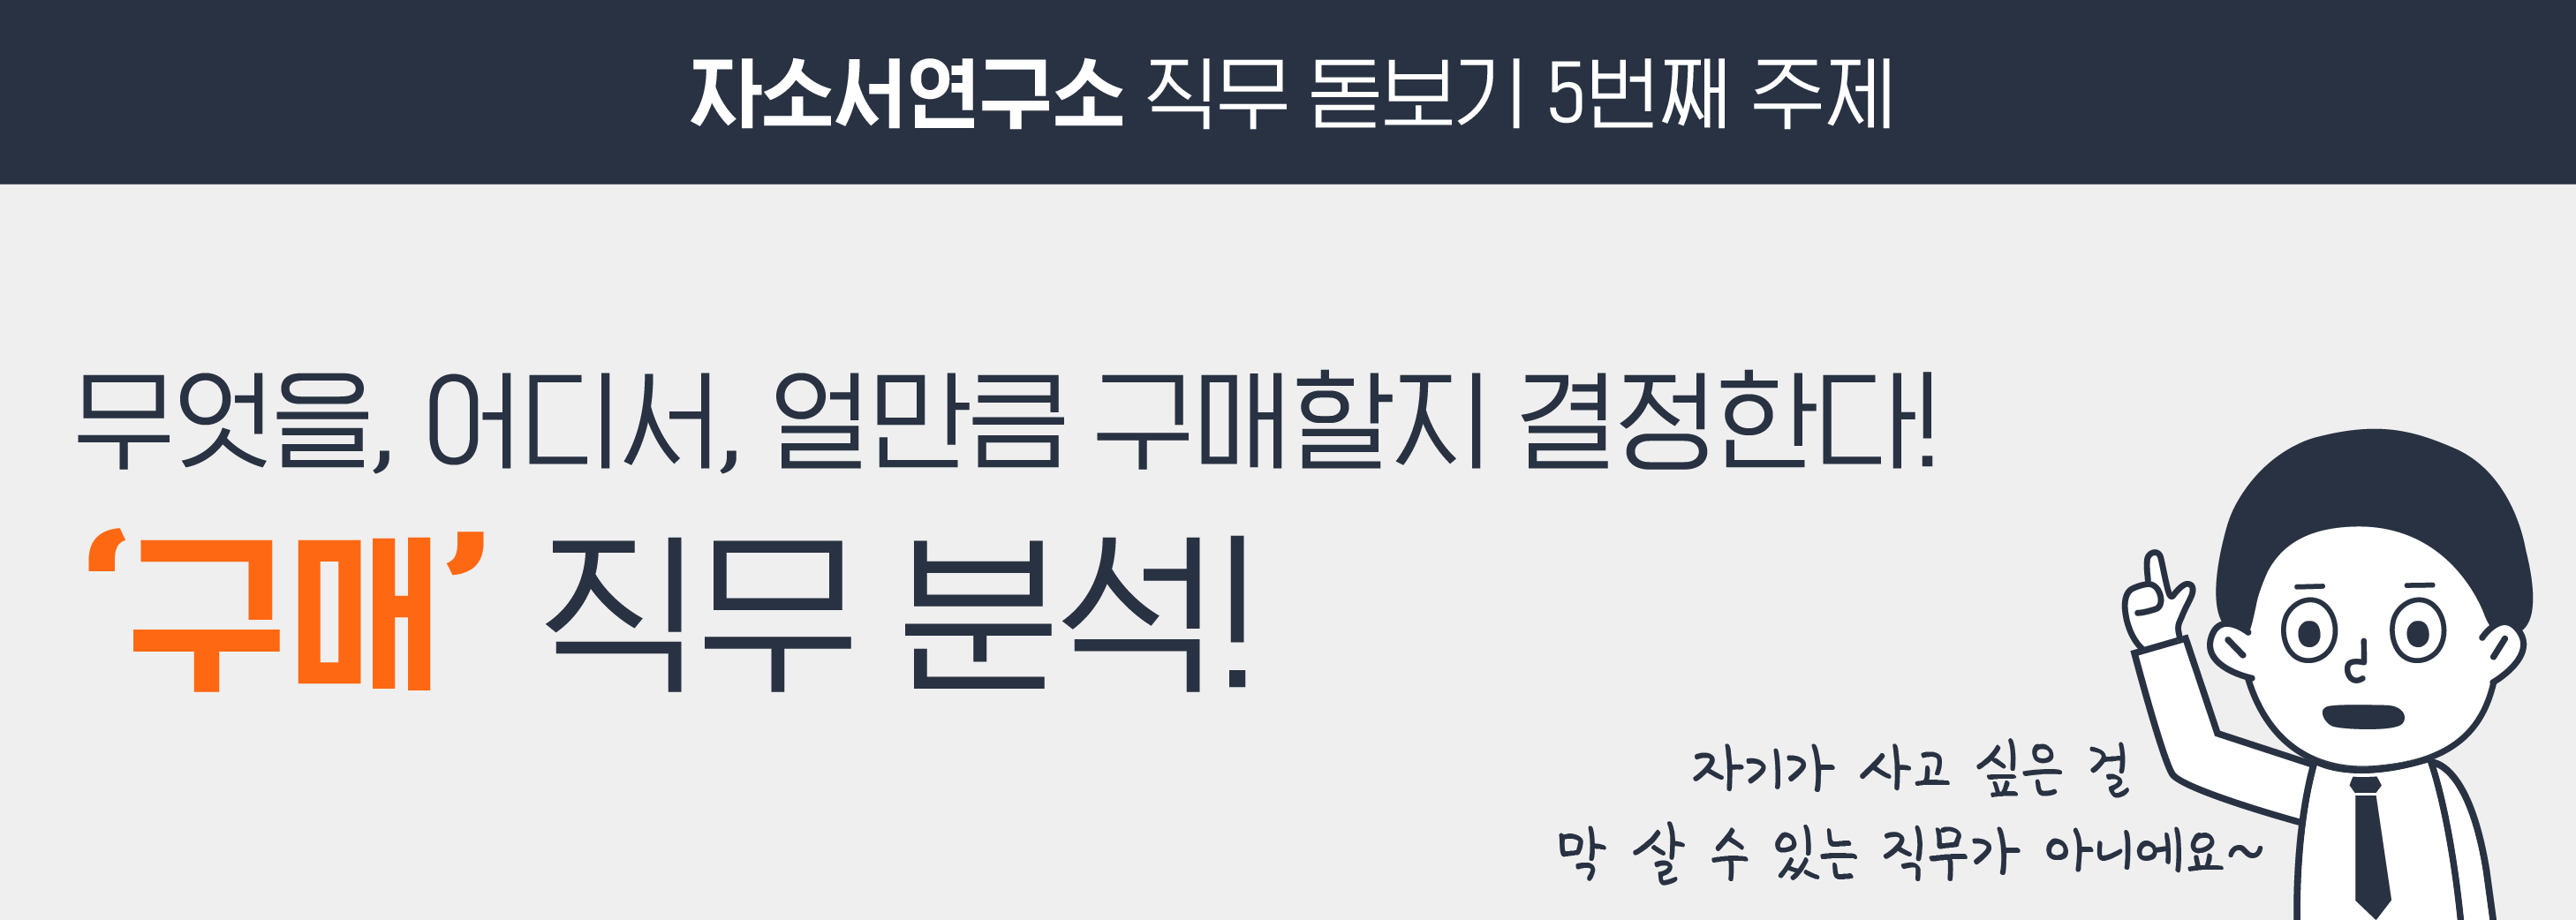 자소서연구소 직무 돋보기 5번째 주제
무엇을, 어디서, 얼만큼 구매할지 결정한다!
‘구매’ 직무 분석!
자기가 사고 싶은 걸
막 살 수 있는 직무가 아니에요~